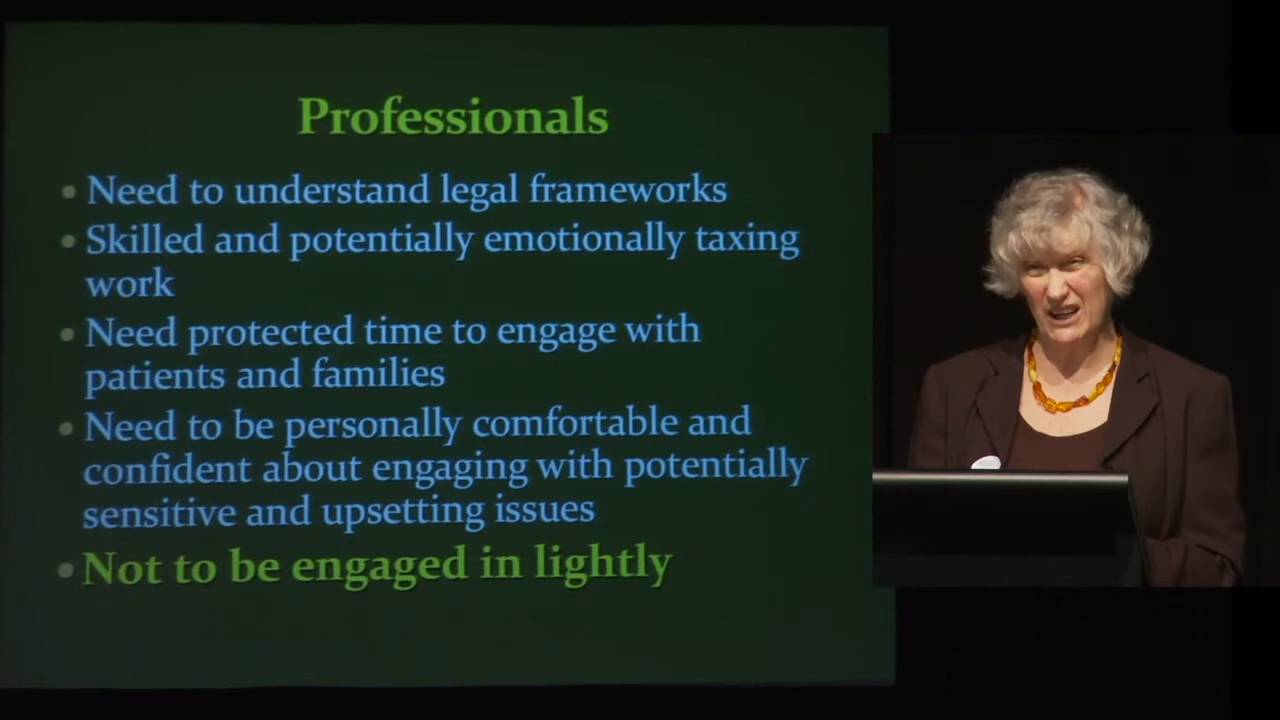 Professionals
• Need to understand legal frameworks
• Skilled and potentially emotionally taxing
work
• Need protected time to engage with
patients and families
• Need to be personally comfortable and
confident about engaging with potentially
sensitive and upsetting issues
• Not to be engaged in lightly